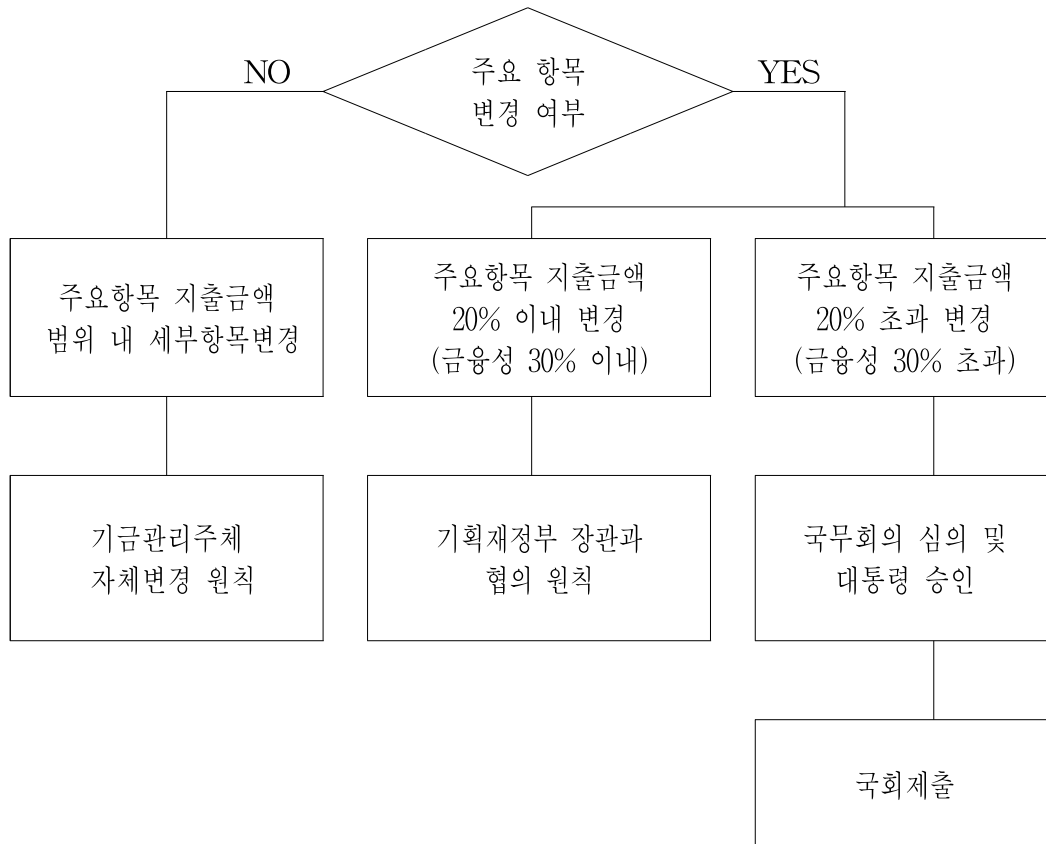 주요 항목
변경 여부
NO
YES
주요항목 지출금액
범위 내 세부항목변경
주요항목 지출금액
20% 이내 변경
(금융성 30% 이내)
주요항목 지출금액
20% 초과 변경
(금융성 30% 초과)
기금관리주체
자체변경 원칙
기획재정부 장관과
협의 원칙
국무회의 심의 및
대통령 승인
국회제출